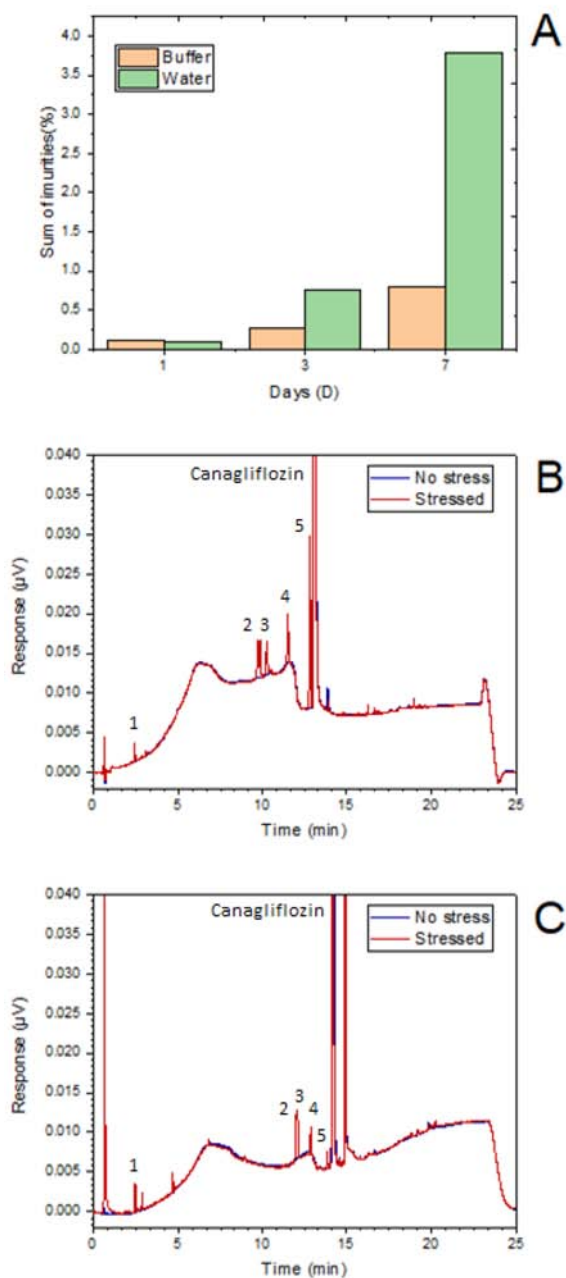 A
4.0
3.5
3.0
2.5
2.0
1.5
1.0
0.5
0.0
Sum of imurities(%)
Buffer
Water
1 3 7
Days (D)
B
0.040
0.035
0.030
0.025
0.020
0.015
0.010
0.005
0.000
Response (µV)
Canagliflozin
No stress
Stressed
5
4
2 3
1
0 5 10 15 20 25
Time (min)
C
0.040
0.035
0.030
0.025
0.020
0.015
0.010
0.005
0.000
Response (µV)
Canagliflozin
No stress
Stressed
3
2 4
5
1
0 5 10 15 20 25
Time (min)